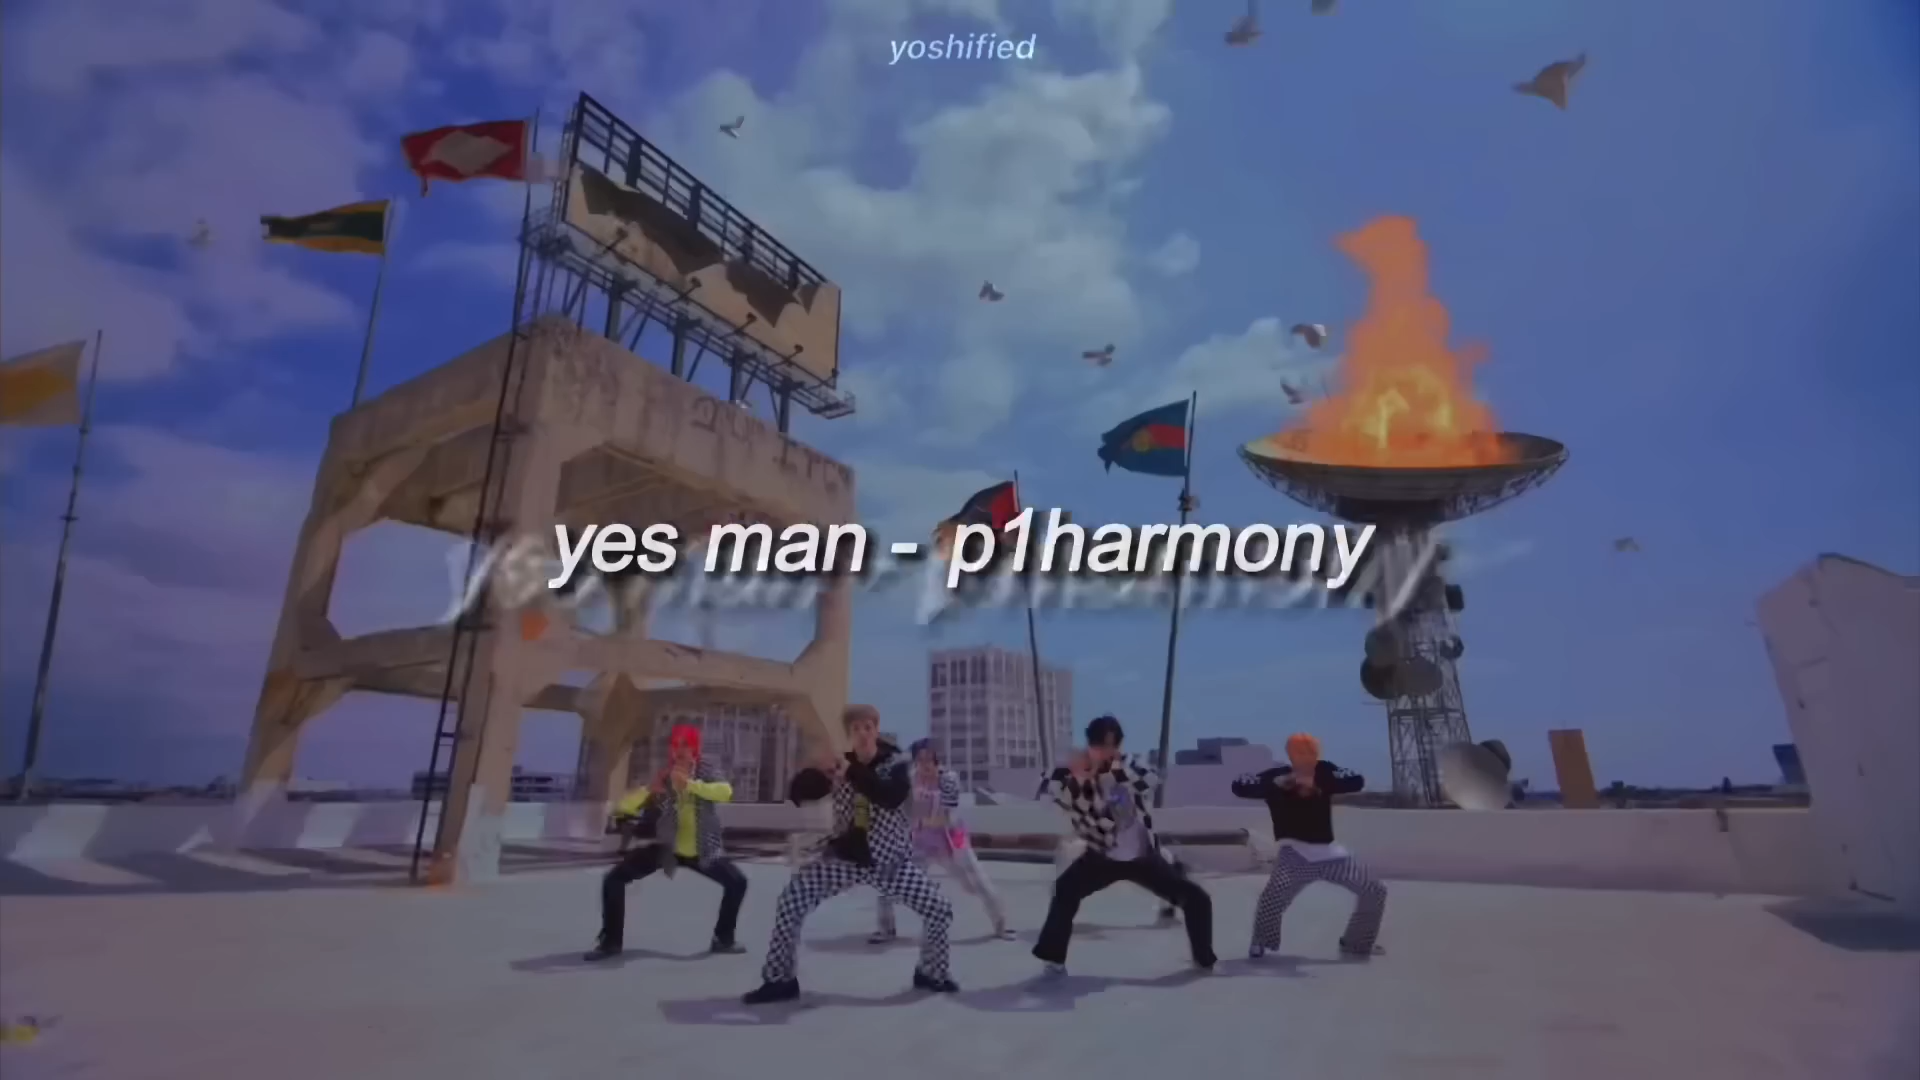 yoshified
yes man - p1harmony